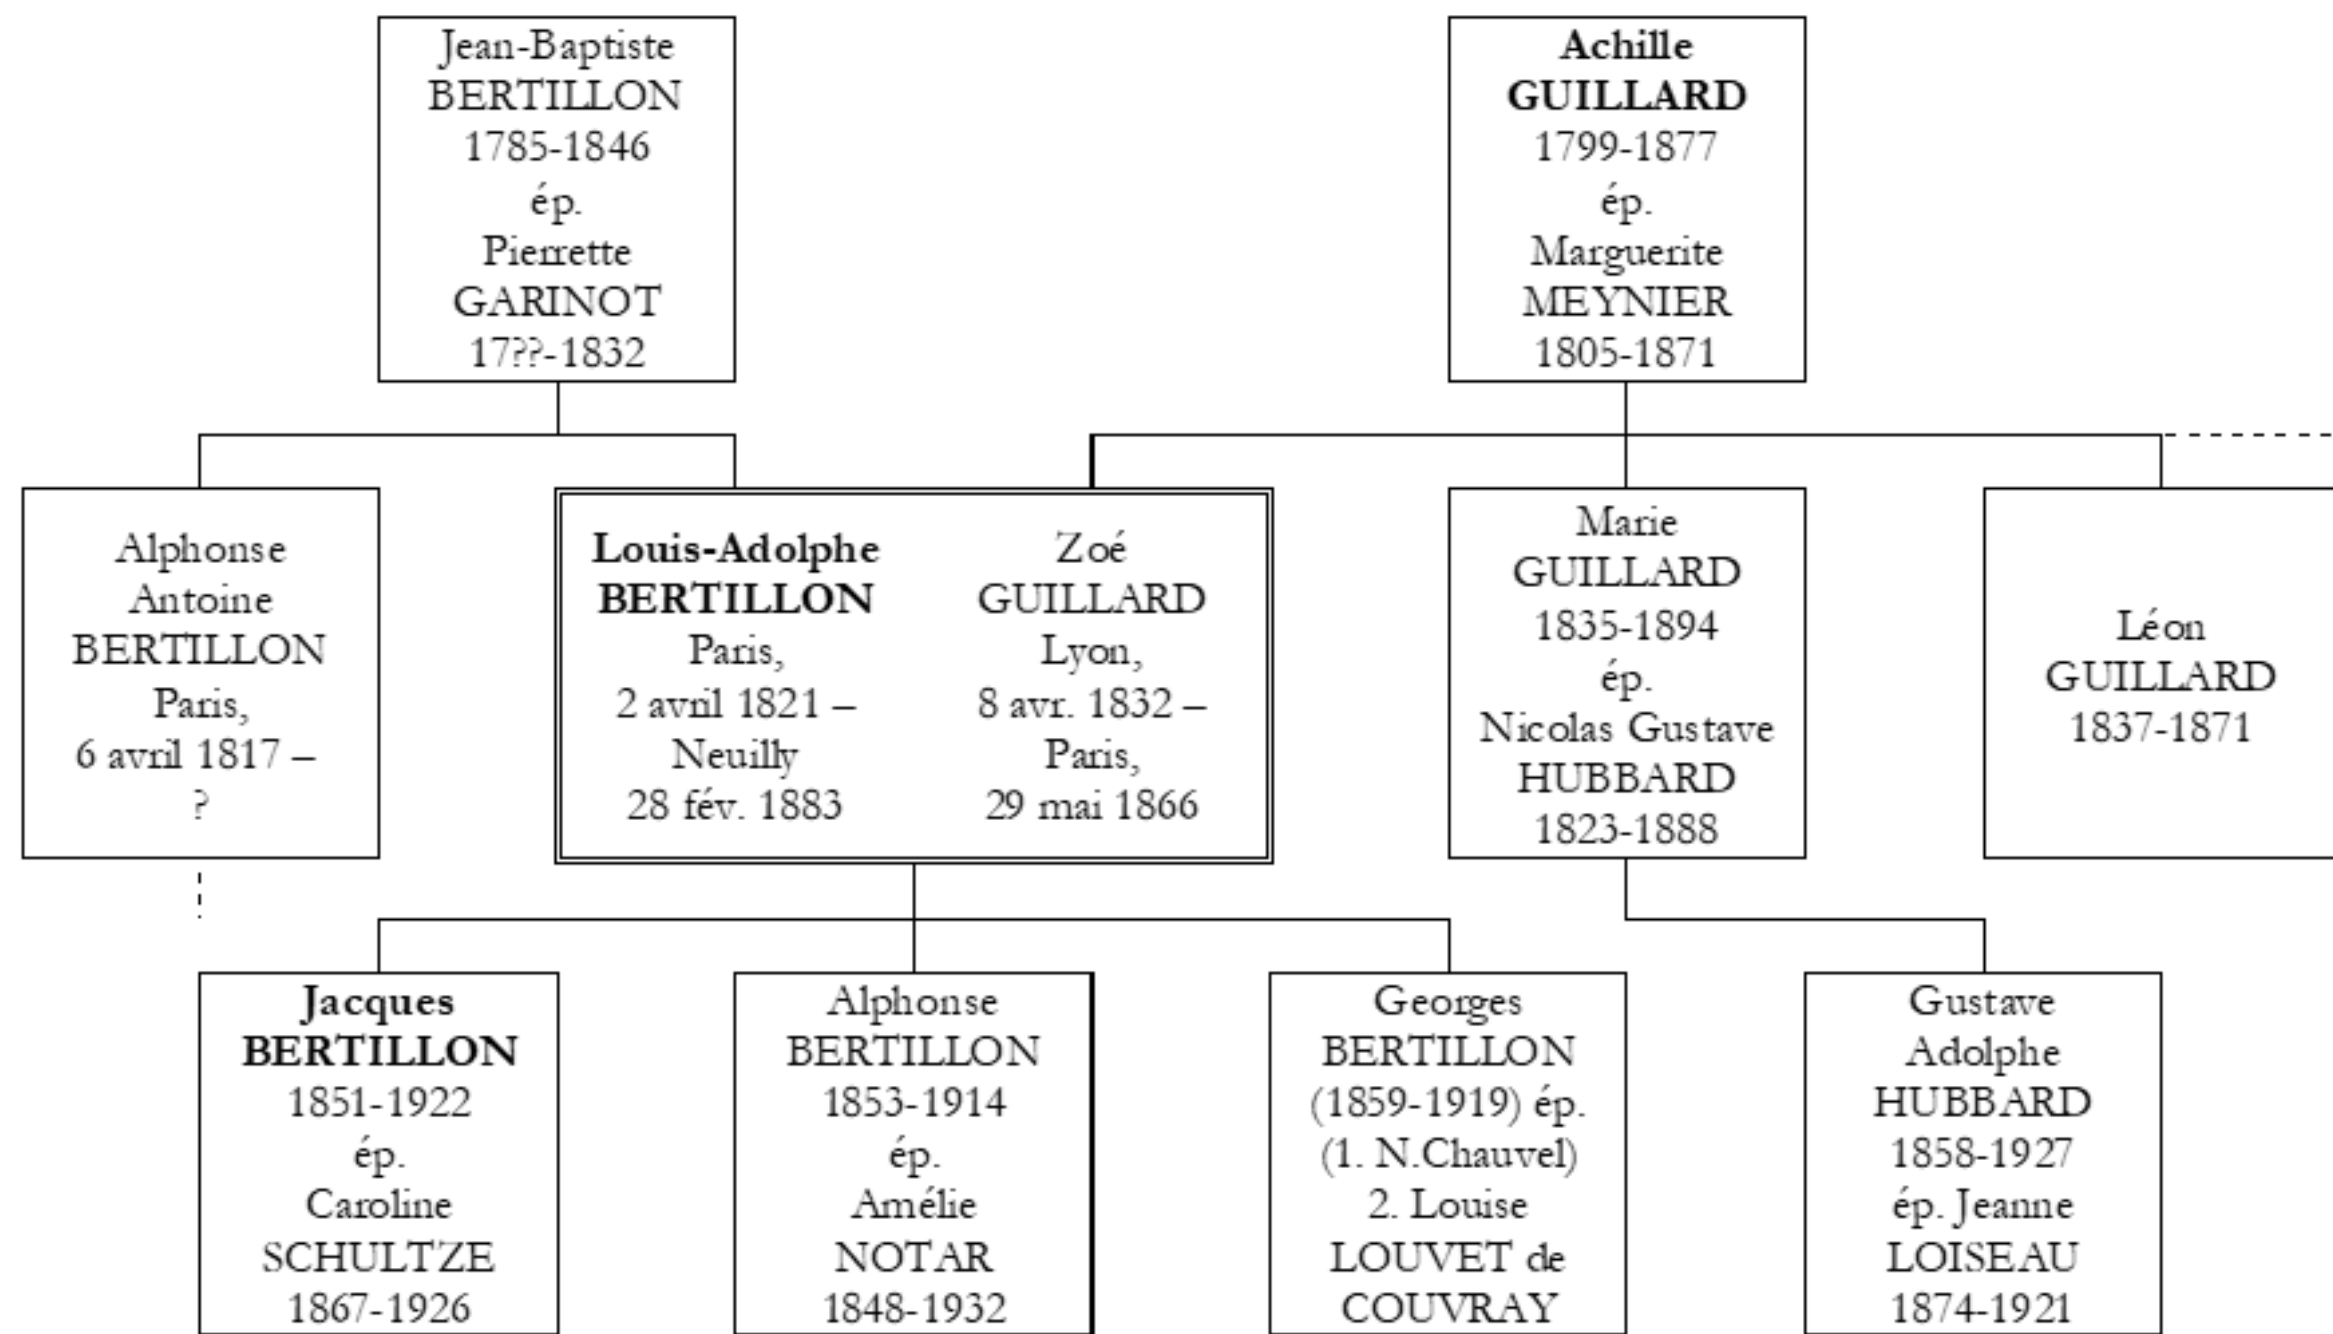 Jean-Baptiste
BERTILLON
1785-1846
ép.
Pierrette
GARINOT
17??-1832
Achille
GUILLARD
1799-1877
ép.
Marguerite
MEYNIER
1805-1871
Alphonse
Antoine
BERTILLON
Paris,
6 avril 1817 –
?
Louis-Adolphe
BERTILLON
Paris,
2 avril 1821 –
Neuilly
28 fév. 1883
Zoé
GUILLARD
Lyon,
8 avr. 1832 –
Paris,
29 mai 1866
Marie
GUILLARD
1835-1894
ép.
Nicolas Gustave
HUBBARD
1823-1888
Léon
GUILLARD
1837-1871
Jacques
BERTILLON
1851-1922
ép.
Caroline
SCHULTZE
1867-1926
Alphonse
BERTILLON
1853-1914
ép.
Amélie
NOTAR
1848-1932
Georges
BERTILLON
(1859-1919) ép.
(1. N.Chauvel)
2. Louise
LOUVET de
COUVRAY
Gustave
Adolphe
HUBBARD
1858-1927
ép. Jeanne
LOISEAU
1874-1921